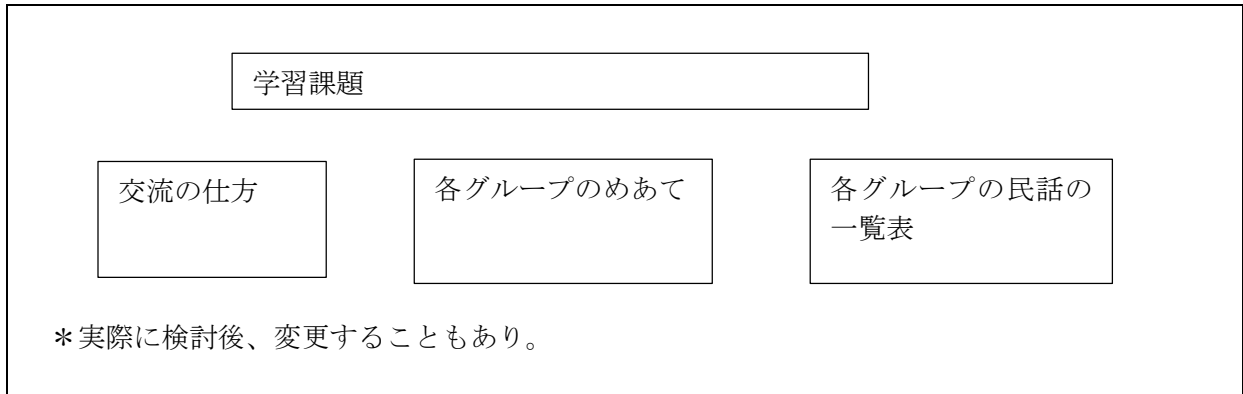 学習課題
交流の仕方
各グループのめあて
各グループの民話の
一覧表
＊実際に検討後、変更することもあり。